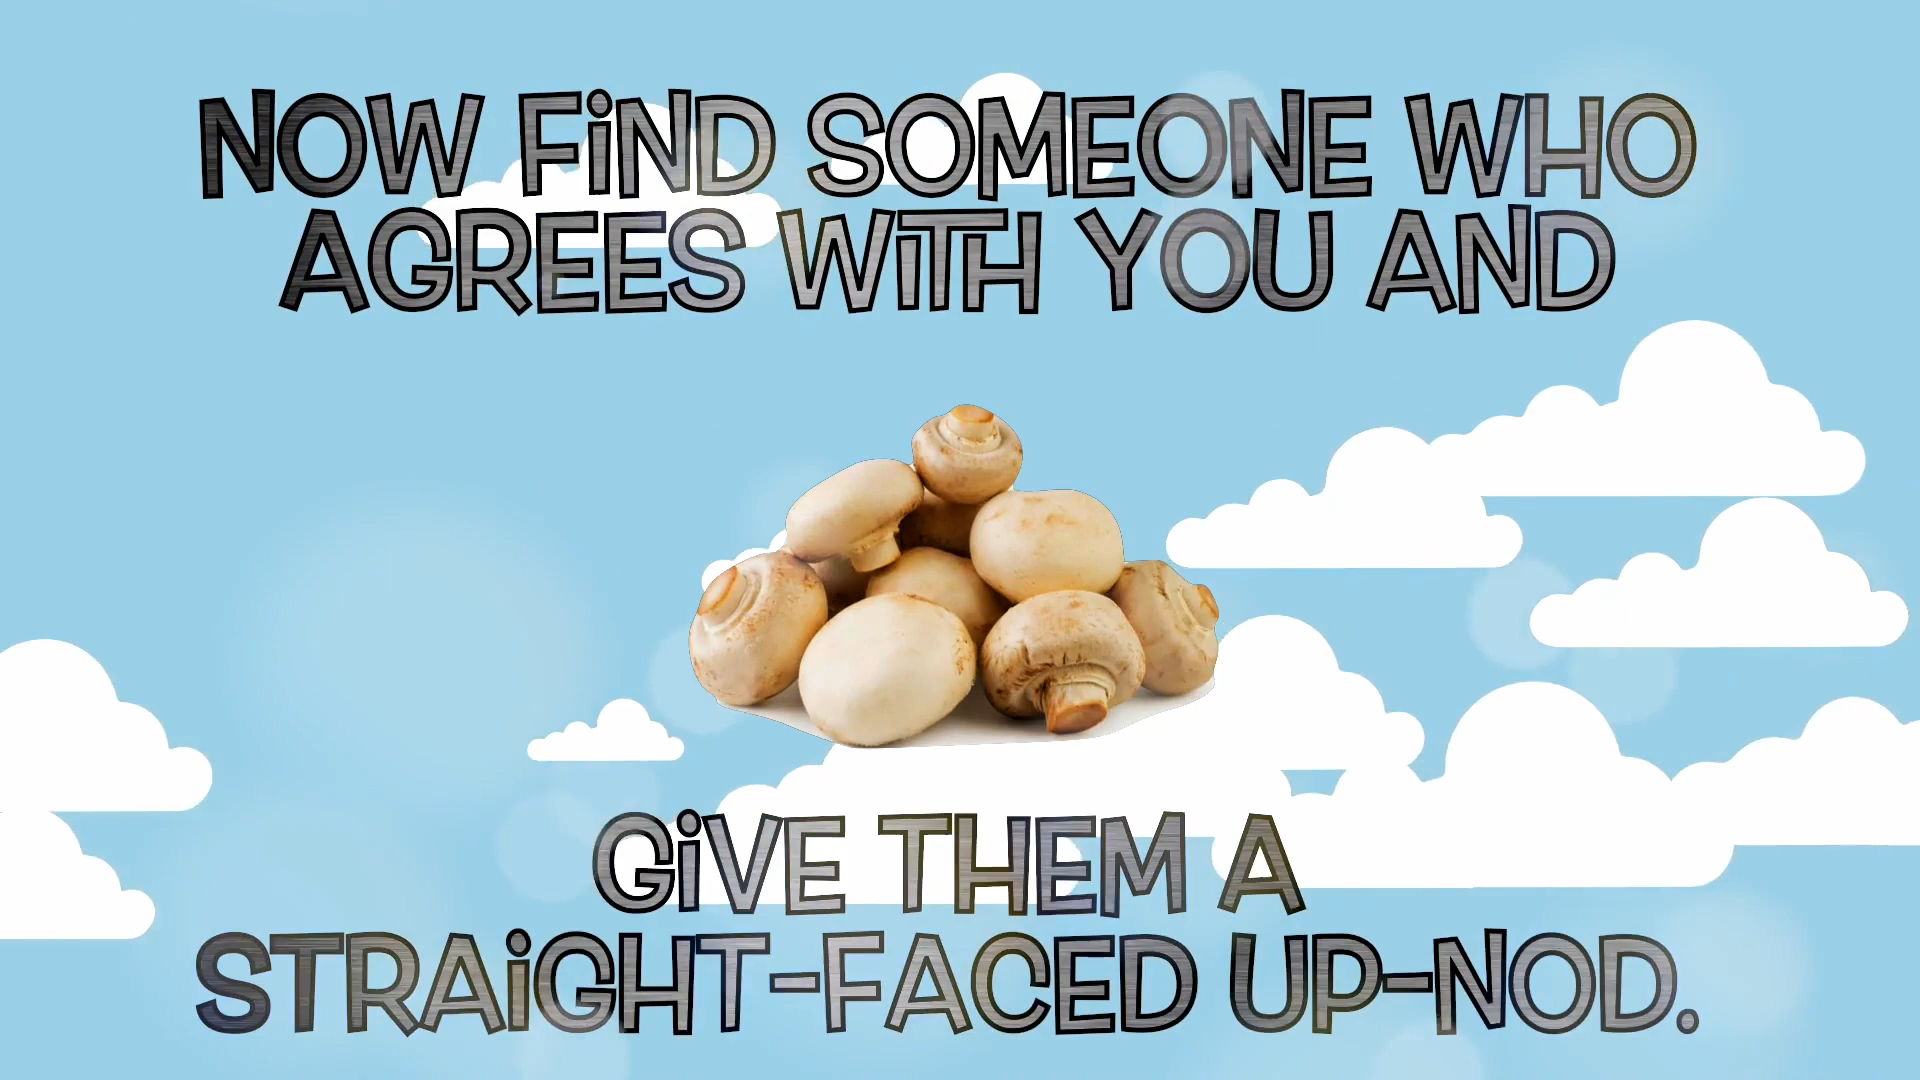 NOW FIND SOMEONE WHO
AGREES WITH YOU AND
GIVE THEM A
STRAIGHT-FACED UP-NOD.